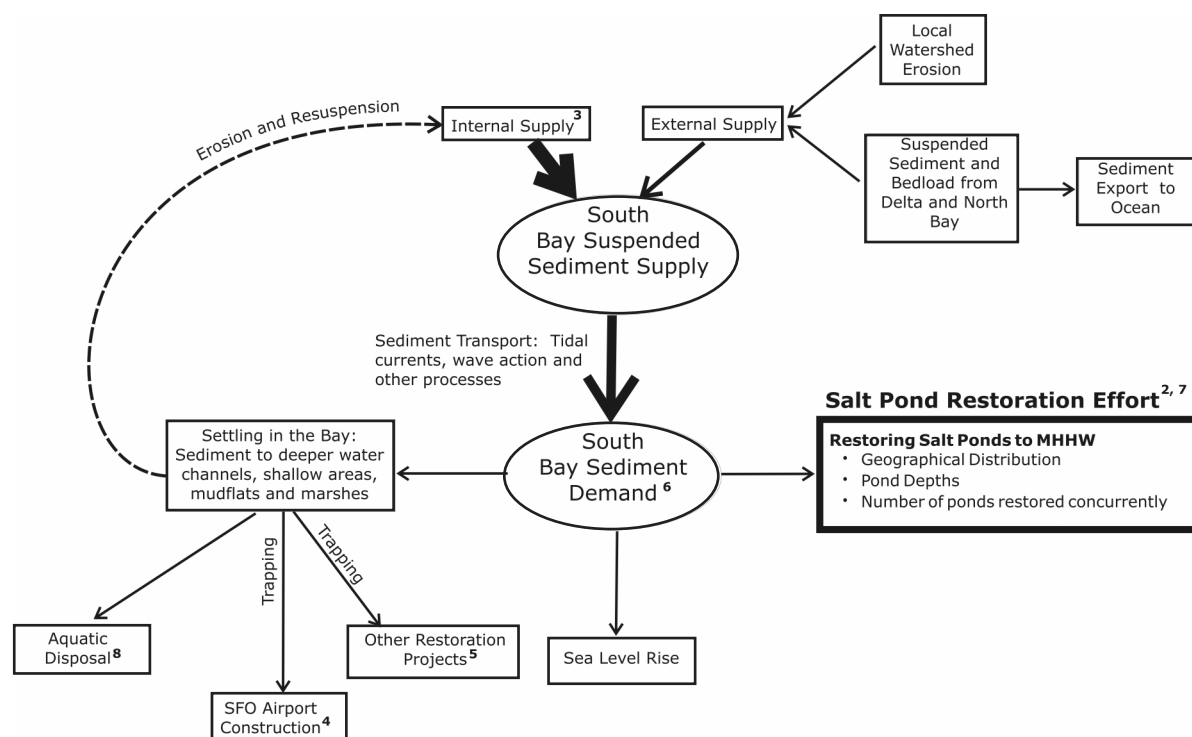 Local
Watershed
Erosion
Erosion and Resuspension
Internal Supply3
External Supply
Suspended
Sediment and
Bedload from
Delta and North
Bay
Sediment
Export to
Ocean
South
Bay Suspended
Sediment Supply
Sediment Transport: Tidal
currents, wave action and
other processes
Salt Pond Restoration Effort2, 7
Restoring Salt Ponds to MHHW
• Geographical Distribution
• Pond Depths
• Number of ponds restored concurrently
Settling in the Bay:
Sediment to deeper water
channels, shallow areas,
mudflats and marshes
South
Bay Sediment
Demand 6
Trapping
Trapping
Aquatic
Disposal8
Other Restoration
Projects5
Sea Level Rise
SFO Airport
Construction4